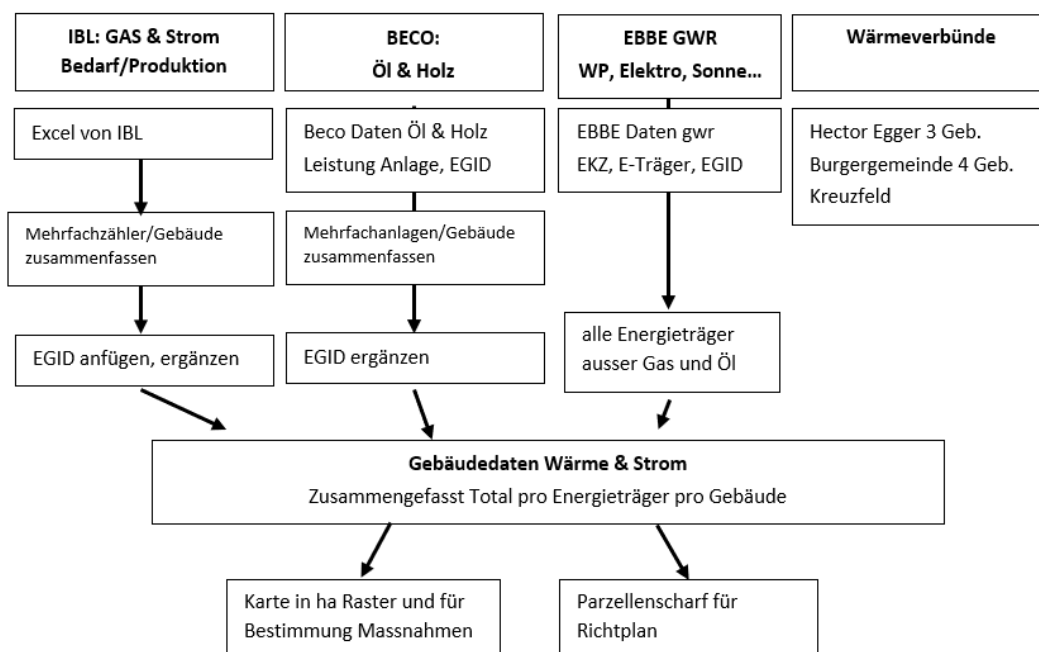 IBL: GAS & Strom
Bedarf/Produktion
BECO:
Öl & Holz
EBBE GWR
WP, Elektro, Sonne...
Wärmeverbünde
Excel von IBL
Beco Daten Öl & Holz
Leistung Anlage, EGID
EBBE Daten gwr
EKZ, E-Träger, EGID
Hector Egger 3 Geb.
Burgergemeinde 4 Geb.
Kreuzfeld
Mehrfachzähler/Gebäude
zusammenfassen
Mehrfachanlagen/Gebäude
zusammenfassen
EGID anfügen, ergänzen
EGID ergänzen
alle Energieträger
ausser Gas und Öl
Gebäudedaten Wärme & Strom
Zusammengefasst Total pro Energieträger pro Gebäude
Karte in ha Raster und für
Bestimmung Massnahmen
Parzellenscharf für
Richtplan